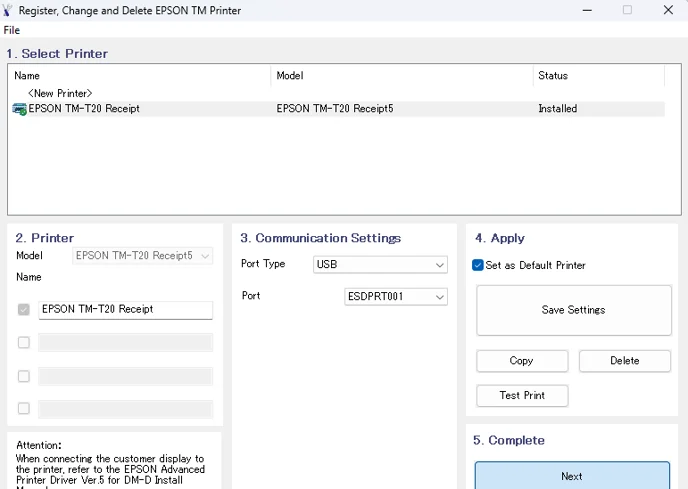 Register, Change and Delete EPSON TM Printer
File
1. Select Printer
Name Model Status
<New Printer>
EPSON TM-T20 Receipt EPSON TM-T20 Receipt5 Installed
2. Printer
Model EPSON TM-T20 Receipt5
Name
EPSON TM-T20 Receipt
3. Communication Settings
Port Type USB
Port ESDPRT001
4. Apply
Set as Default Printer
Save Settings
Copy Delete
Test Print
Attention:
When connecting the customer display to
the printer, refer to the EPSON Advanced
Printer Driver Ver.5 for DM-D Install
5. Complete
Next